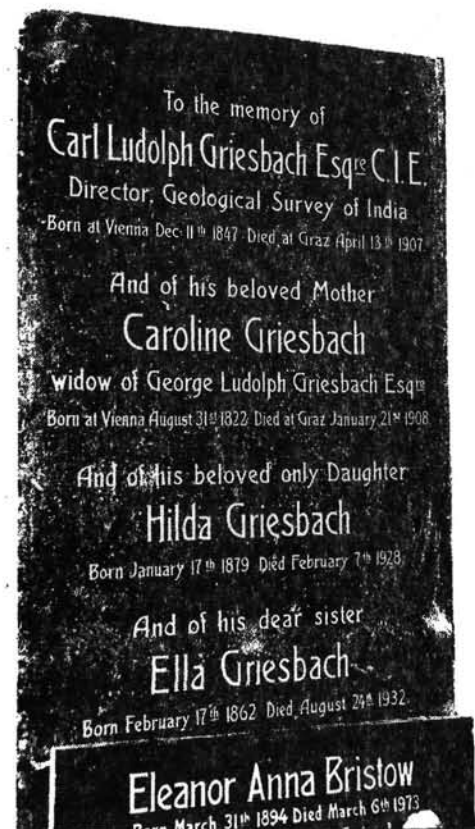 To the memory of
Carl Ludolph Griesbach Esqre C.I.E.
Director, Geological Survey of India
Born at Vienna Dec. 11th 1847 Died at Graz April 13th 1907
And of his beloved Mother
Caroline Griesbach
widow of George Ludolph Griesbach Esqre
Born at Vienna August 31st 1822 Died at Graz January 21st 1908
And of his beloved only Daughter
Hilda Griesbach
Born January 17th 1879 Died February 7th 1928
And of his dear sister
Ella Griesbach
Born February 17th 1862 Died August 24th 1932
Eleanor Anna Bristow
Born March 31th 1894 Died March 6th 1973